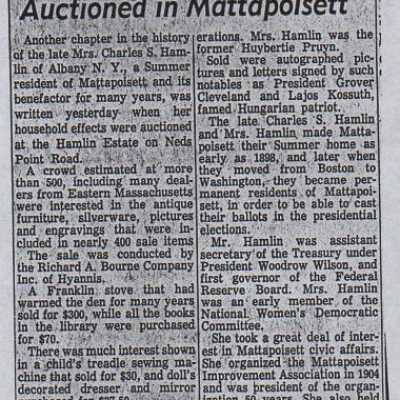 Auctioned in Mattapoisett
Another chapter in the history
of the late Mrs. Charles S. Ham-
lin of Albany N. Y., a Summer
resident of Mattapoisett and its
benefactor for many years, was
written yesterday when her
household effects were auctioned
at the Hamlin Estate on Neds
Point Road.
A crowd estimated at more
than 500, including many deal-
ers from Eastern Massachusetts
were interested in the antique
furniture, silverware, pictures
and engravings that were in-
cluded in nearly 400 sale items
The sale was conducted by
the Richard A. Bourne Company
Inc. of Hyannis.
A Franklin stove that had
warmed the den for many years
sold for $300, while all the books
in the library were purchased
for $70.
There was much interest shown
in a child's treadle sewing ma-
chine that sold for $30, and doll's
decorated dresser and mirror
erations. Mrs. Hamlin was the
former Huybertie Pruyn.
Sold were autographed pic-
tures and letters signed by such
notables as President Grover
Cleveland and Lajos Kossuth,
famed Hungarian patriot.
The late Charles S. Hamlin
and Mrs. Hamlin made Matta-
poisett their Summer home as
early as 1898, and later when
they moved from Boston to
Washington, they became per-
manent residents of Mattapoi-
sett, in order to be able to cast
their ballots in the presidential
elections.
Mr. Hamlin was assistant
secretary of the Treasury under
President Woodrow Wilson, and
first governor of the Federal
Reserve Board. Mrs. Hamlin
was an early member of the
National Women's Democratic
Committee.
She took a great deal of inter-
est in Mattapoisett civic affairs.
She organized the Mattapoisett
Improvement Association in 1904
and was president of the organ-
ization 50 years. She also held